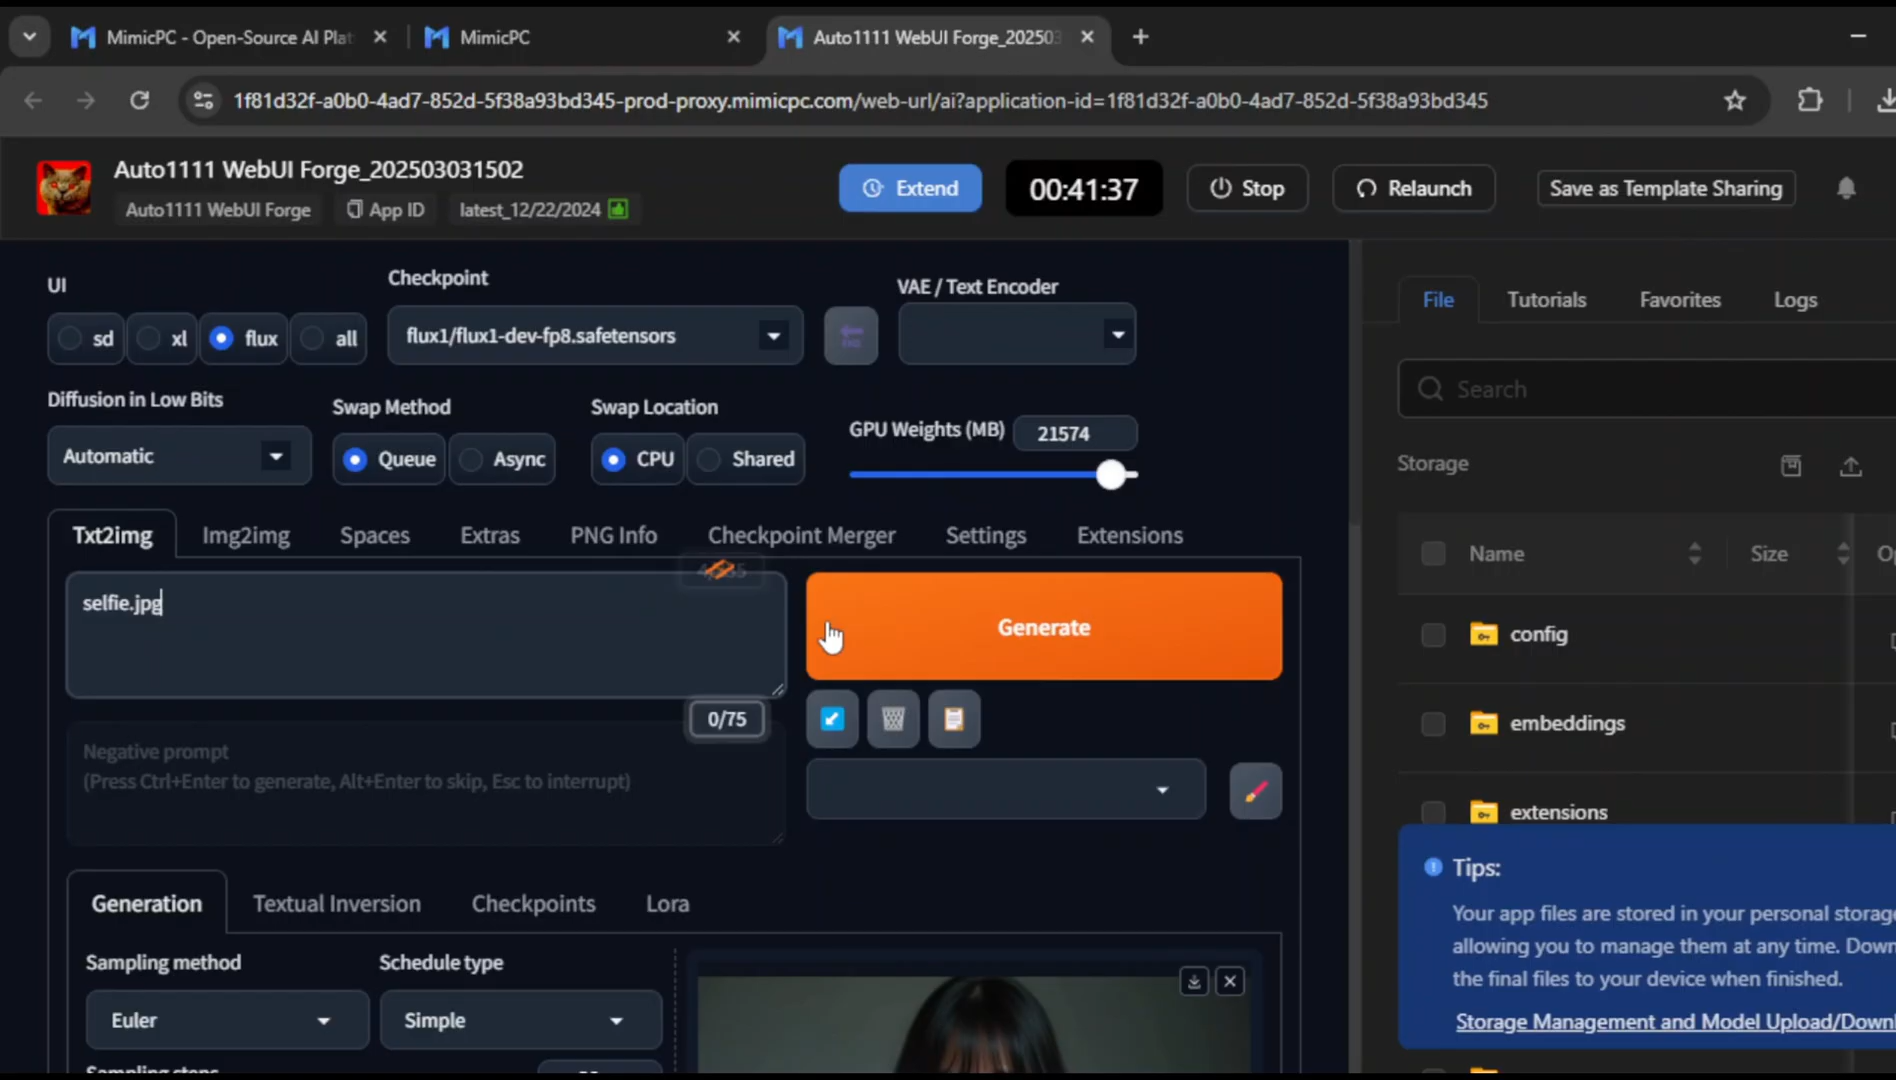 MimicPC - Open-Source AI Plat
MimicPC
Auto1111 WebUI Forge_202503
1f81d32f-a0b0-4ad7-852d-5f38a93bd345-prod-proxy.mimicpc.com/web-url/ai?application-id=1f81d32f-a0b0-4ad7-852d-5f38a93bd345
Auto1111 WebUI Forge_202503031502
Auto1111 WebUI Forge
App ID
latest_12/22/2024
Extend
00:41:37
Stop
Relaunch
Save as Template Sharing
UI
Checkpoint
VAE / Text Encoder
sd
xl
flux
all
flux1/flux1-dev-fp8.safetensors
Diffusion in Low Bits
Swap Method
Swap Location
GPU Weights (MB)
21574
Automatic
Queue
Async
CPU
Shared
Txt2img
Img2img
Spaces
Extras
PNG Info
Checkpoint Merger
Settings
Extensions
selfie.jpg
Generate
0/75
Negative prompt
(Press Ctrl+Enter to generate, Alt+Enter to skip, Esc to interrupt)
Generation
Textual Inversion
Checkpoints
Lora
Sampling method
Schedule type
Euler
Simple
Sampling steps
File
Tutorials
Favorites
Logs
Search
Storage
Name
Size
config
embeddings
extensions
Tips:
Your app files are stored in your personal storage
allowing you to manage them at any time. Down
the final files to your device when finished.
Storage Management and Model Upload/Downl